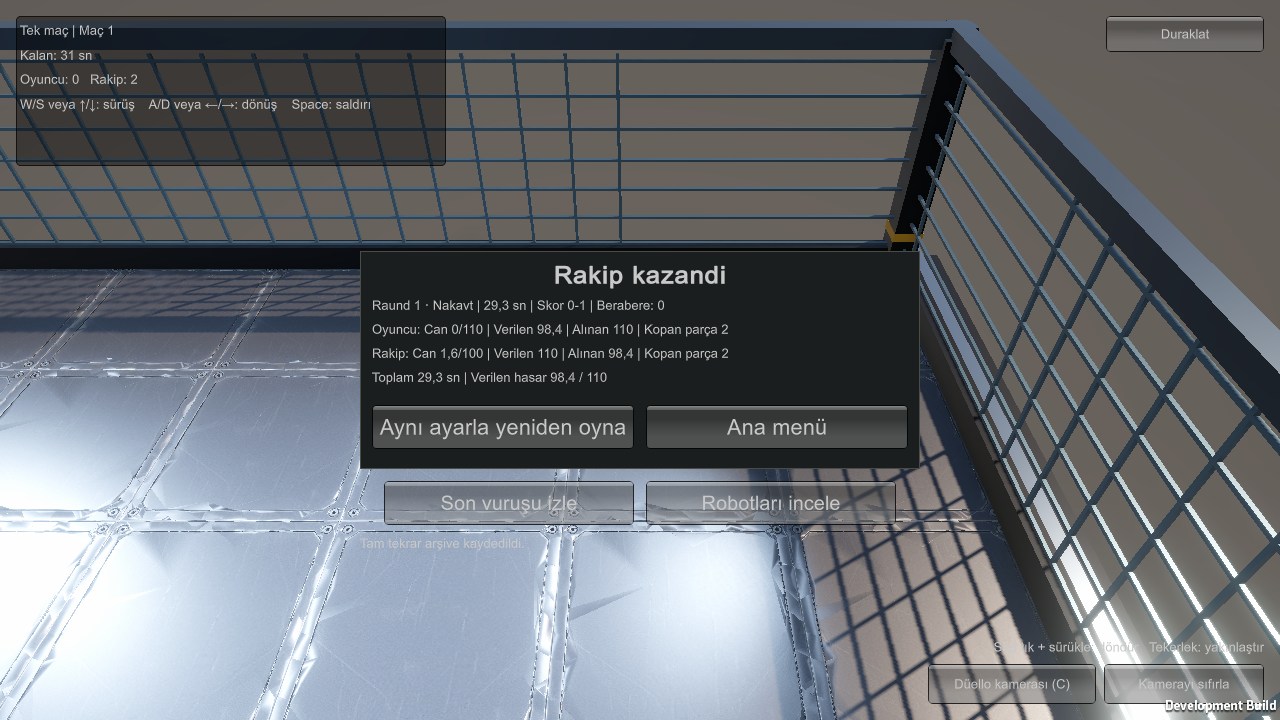 Tek maç | Maç 1
Duraklat
Kalan: 31 sn
Oyuncu: 0   Rakip: 2
W/S veya ↑/↓: sürüş    A/D veya ←/→: dönüş    Space: saldırı
Rakip kazandi
Raund 1 · Nakavt | 29,3 sn | Skor 0-1 | Berabere: 0
Oyuncu: Can 0/110 | Verilen 98,4 | Alınan 110 | Kopan parça 2
Rakip: Can 1,6/100 | Verilen 110 | Alınan 98,4 | Kopan parça 2
Toplam 29,3 sn | Verilen hasar 98,4 / 110
Aynı ayarla yeniden oyna    Ana menü
Son vuruşu izle    Robotları incele
Tam tekrar arşive kaydedildi.
+ sürükle:    Tekerlek: yakınlaştır
Düello kamerası (C)    Kamerayı sıfırla
Development Build